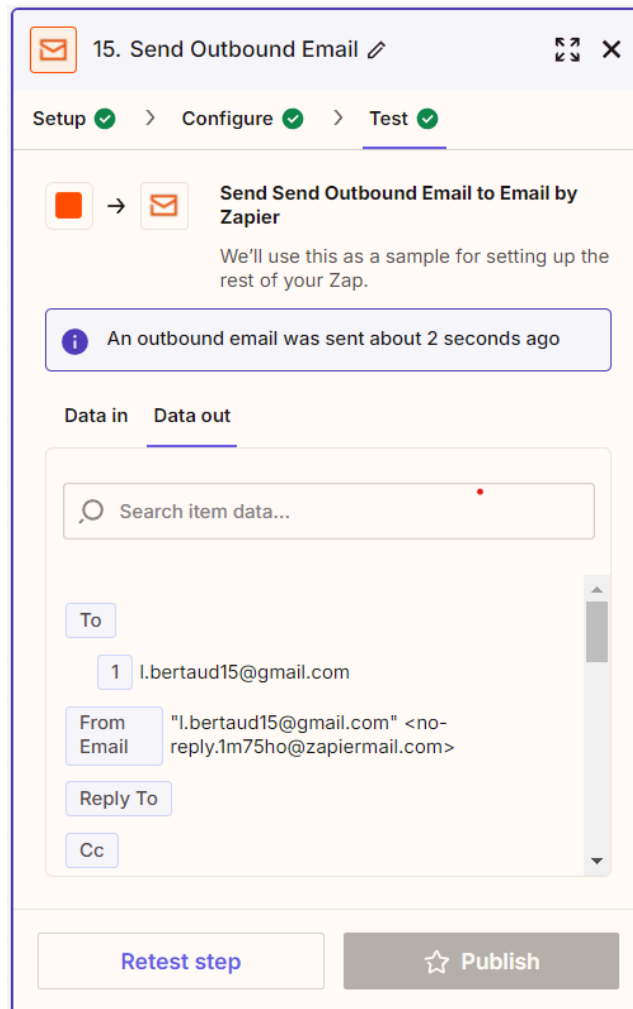 15. Send Outbound Email
Setup > Configure > Test
Send Send Outbound Email to Email by
Zapier
We’ll use this as a sample for setting up the
rest of your Zap.
An outbound email was sent about 2 seconds ago
Data in Data out
Search item data...
To
1 l.bertaud15@gmail.com
From "l.bertaud15@gmail.com" <no-
Email reply.1m75ho@zapiermail.com>
Reply To
Cc
Retest step Publish